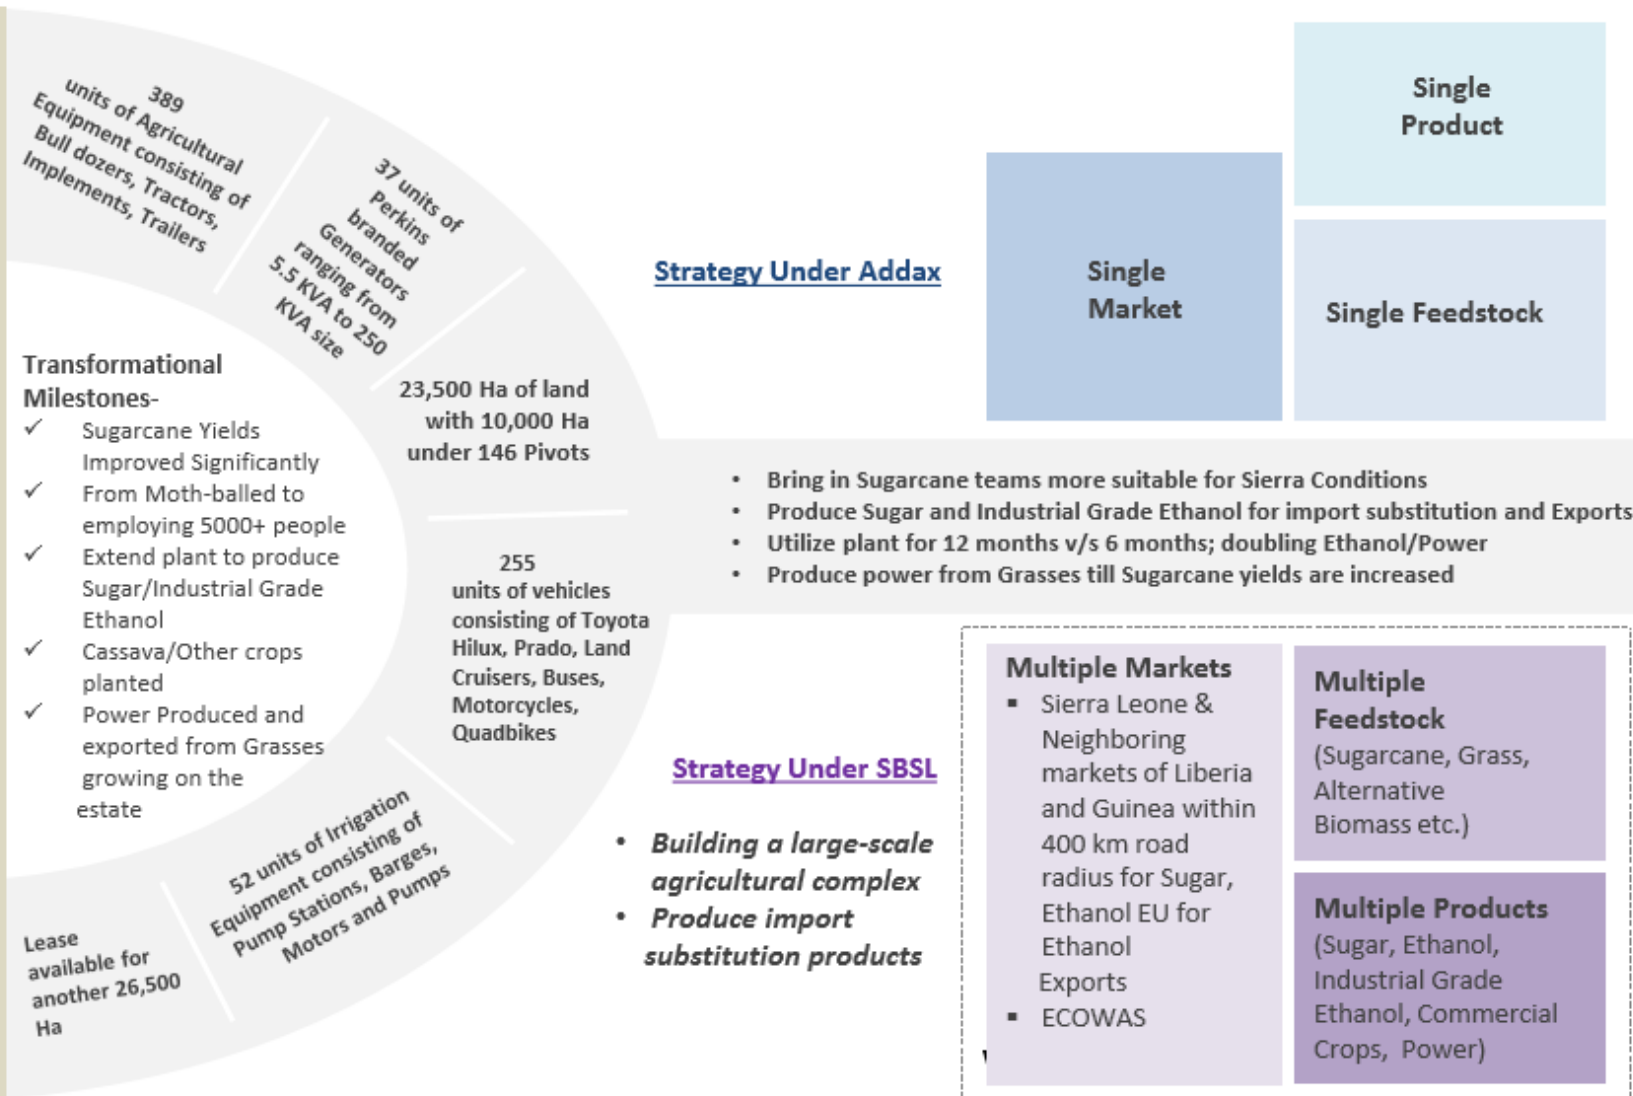 389
units of Agricultural
Equipment consisting of
Bull dozers, Tractors,
Implements, Trailers
37 units of
Perkins
branded
Generators
ranging from
5.5 KVA to 250
KVA size
23,500 Ha of land
with 10,000 Ha
under 146 Pivots
255
units of vehicles
consisting of Toyota
Hilux, Prado, Land
Cruisers, Buses,
Motorcycles,
Quadbikes
52 units of Irrigation
Equipment consisting of
Pump Stations, Barges,
Motors and Pumps
Lease
available for
another 26,500
Ha
Transformational
Milestones-
✓ Sugarcane Yields
Improved Significantly
✓ From Moth-balled to
employing 5000+ people
✓ Extend plant to produce
Sugar/Industrial Grade
Ethanol
✓ Cassava/Other crops
planted
✓ Power Produced and
exported from Grasses
growing on the
estate
Strategy Under Addax
Single
Market
Single
Product
Single Feedstock
• Bring in Sugarcane teams more suitable for Sierra Conditions
• Produce Sugar and Industrial Grade Ethanol for import substitution and Exports
• Utilize plant for 12 months v/s 6 months; doubling Ethanol/Power
• Produce power from Grasses till Sugarcane yields are increased
Strategy Under SBSL
• Building a large-scale
agricultural complex
• Produce import
substitution products
Multiple Markets
▪ Sierra Leone &
Neighboring
markets of Liberia
and Guinea within
400 km road
radius for Sugar,
Ethanol EU for
Ethanol
Exports
▪ ECOWAS
Multiple
Feedstock
(Sugarcane, Grass,
Alternative
Biomass etc.)
Multiple Products
(Sugar, Ethanol,
Industrial Grade
Ethanol, Commercial
Crops, Power)